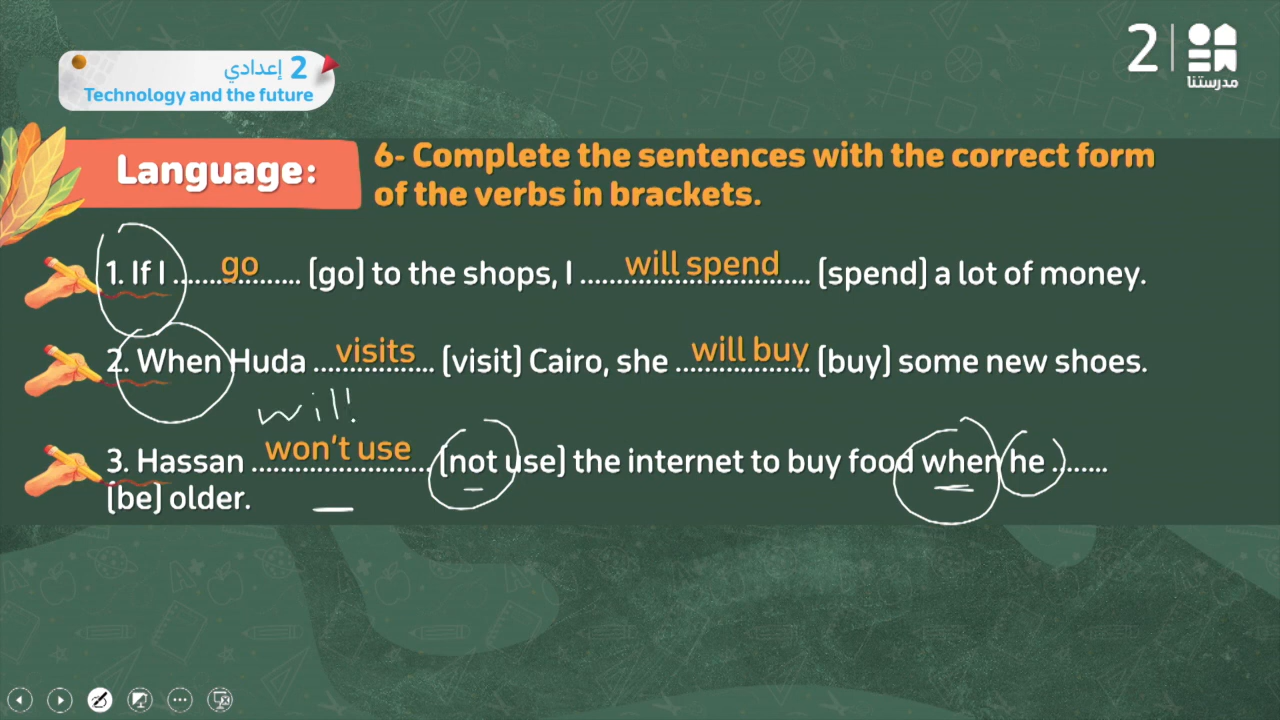 2
مدرستنا
2 إعدادي
Technology and the future
Language:
6- Complete the sentences with the correct form
of the verbs in brackets.
1. If I ........go........ (go) to the shops, I ........will spend........ (spend) a lot of money.
2. When Huda ....visits.... (visit) Cairo, she ....will buy.... (buy) some new shoes.
will
3. Hassan ....won't use.... (not use) the internet to buy food when he ........
(be) older.